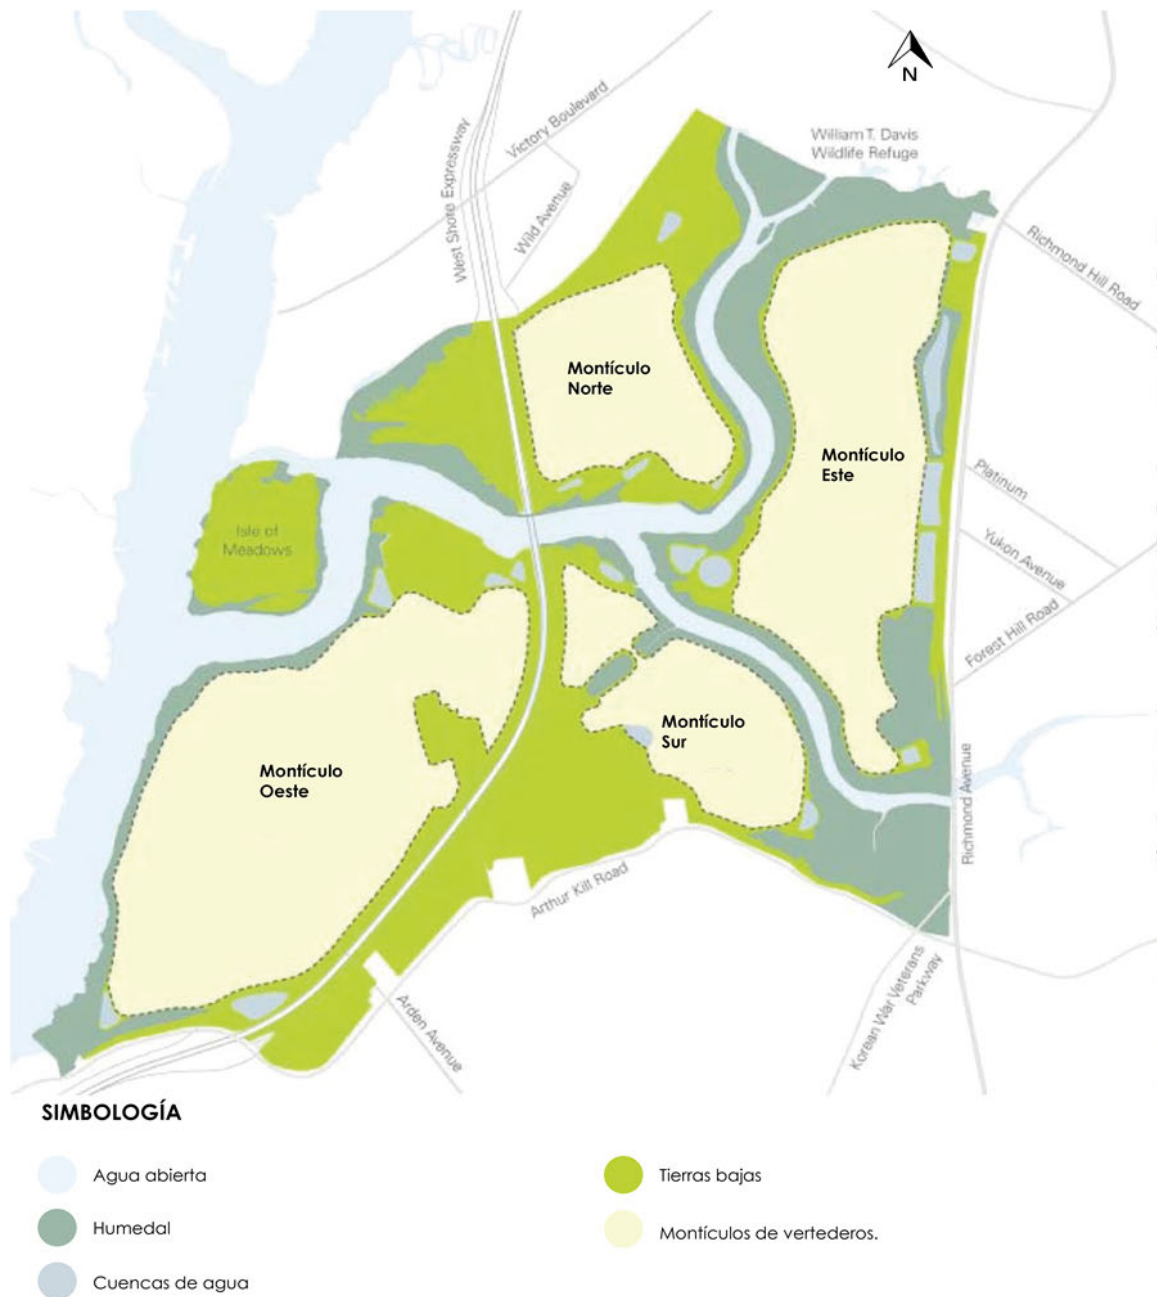 N
William T. Davis
Wildlife Refuge
Victory Boulevard
West Shore Expressway
Wild Avenue
Richmond Hill Road
Montículo
Norte
Montículo
Este
Platinum
Isle of
Meadows
Yukon Avenue
Forest Hill Road
Montículo
Sur
Montículo
Oeste
Richmond Avenue
Arthur Kill Road
Korean War Veterans
Parkway
Arden Avenue
SIMBOLOGÍA
Agua abierta
Humedal
Cuencas de agua
Tierras bajas
Montículos de vertederos.